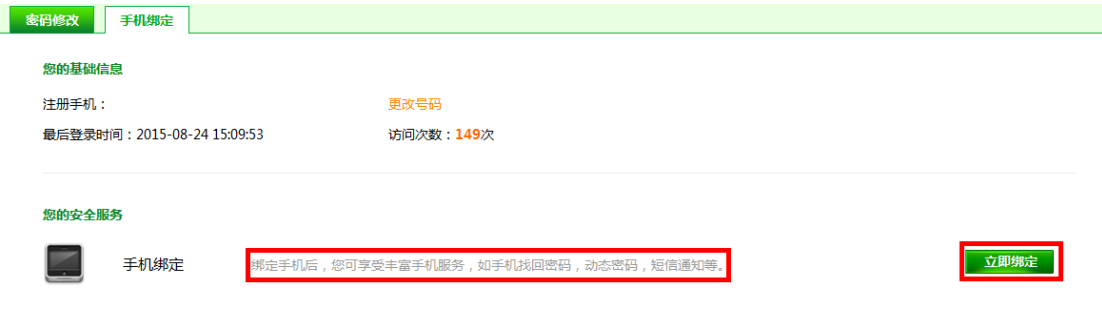 密码修改 手机绑定
您的基础信息
注册手机： 更改号码
最后登录时间：2015-08-24 15:09:53 访问次数：149次
您的安全服务
手机绑定 绑定手机后，您可享受丰富手机服务，如手机找回密码，动态密码，短信通知等。 立即绑定